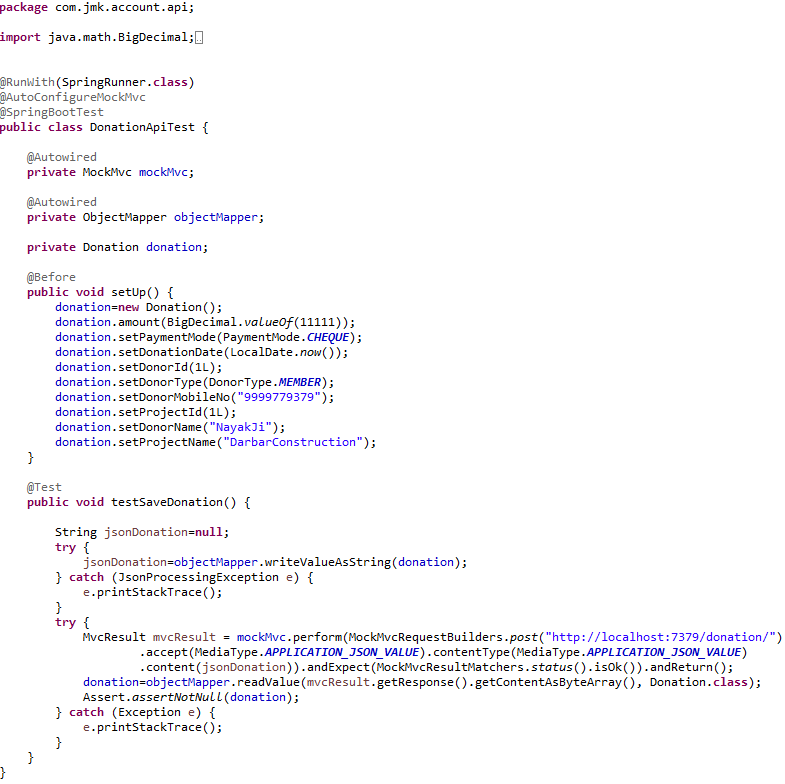 package com.jmk.account.api;
import java.math.BigDecimal;
@RunWith(SpringRunner.class)
@AutoConfigureMockMvc
@SpringBootTest
public class DonationApiTest {
@Autowired
private MockMvc mockMvc;
@Autowired
private ObjectMapper objectMapper;
private Donation donation;
@Before
public void setUp() {
donation=new Donation();
donation.amount(BigDecimal.valueOf(11111));
donation.setPaymentMode(PaymentMode.CHEQUE);
donation.setDonationDate(LocalDate.now());
donation.setDonorId(1L);
donation.setDonorType(DonorType.MEMBER);
donation.setDonorMobileNo("9999779379");
donation.setProjectId(1L);
donation.setDonorName("NayakJi");
donation.setProjectName("DarbarConstruction");
}
@Test
public void testSaveDonation() {
String jsonDonation=null;
try {
jsonDonation=objectMapper.writeValueAsString(donation);
} catch (JsonProcessingException e) {
e.printStackTrace();
}
try {
MvcResult mvcResult = mockMvc.perform(MockMvcRequestBuilders.post("http://localhost:7379/donation/")
.accept(MediaType.APPLICATION_JSON_VALUE).contentType(MediaType.APPLICATION_JSON_VALUE)
.content(jsonDonation)).andExpect(MockMvcResultMatchers.status().isOk()).andReturn();
donation=objectMapper.readValue(mvcResult.getResponse().getContentAsByteArray(), Donation.class);
Assert.assertNotNull(donation);
} catch (Exception e) {
e.printStackTrace();
}
}
}